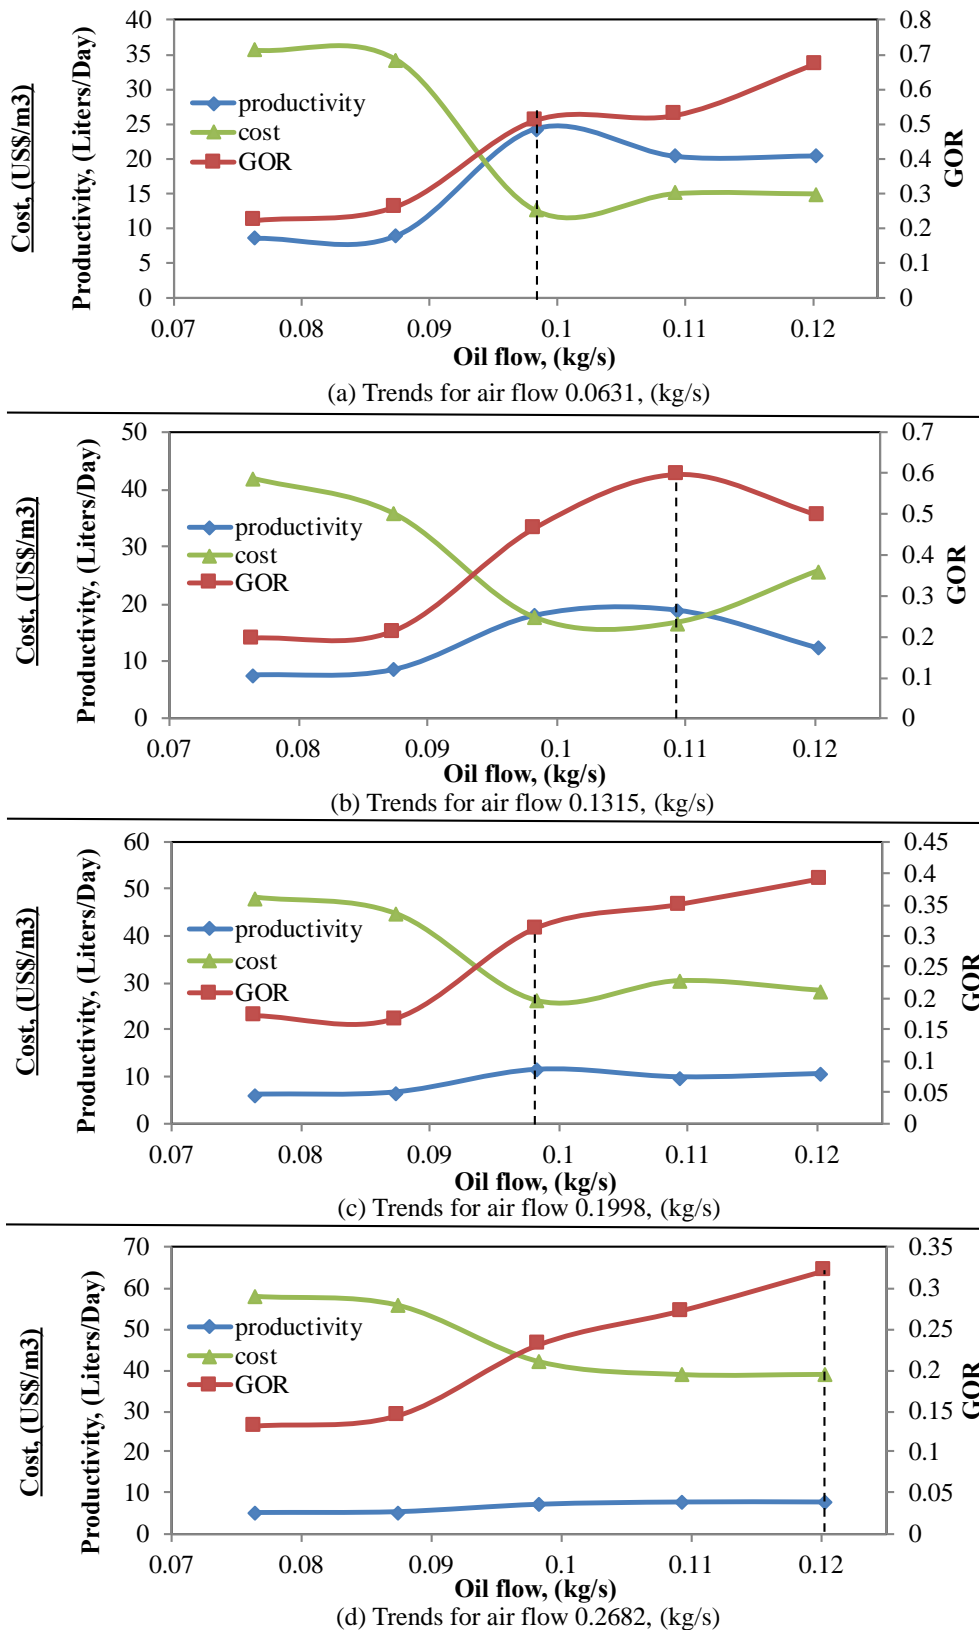 Cost, (US$/m3)
Productivity, (Liters/Day)
40
35
30
25
20
15
10
5
0
productivity
cost
GOR
0.8
0.7
0.6
0.5
0.4
0.3
0.2
0.1
0
GOR
0.07 0.08 0.09 0.1 0.11 0.12
Oil flow, (kg/s)
(a) Trends for air flow 0.0631, (kg/s)
Cost, (US$/m3)
Productivity, (Liters/Day)
50
40
30
20
10
0
productivity
cost
GOR
0.7
0.6
0.5
0.4
0.3
0.2
0.1
0
GOR
0.07 0.08 0.09 0.1 0.11 0.12
Oil flow, (kg/s)
(b) Trends for air flow 0.1315, (kg/s)
Cost, (US$/m3)
Productivity, (Liters/Day)
60
50
40
30
20
10
0
productivity
cost
GOR
0.45
0.4
0.35
0.3
0.25
0.2
0.15
0.1
0.05
0
GOR
0.07 0.08 0.09 0.1 0.11 0.12
Oil flow, (kg/s)
(c) Trends for air flow 0.1998, (kg/s)
Cost, (US$/m3)
Productivity, (Liters/Day)
70
60
50
40
30
20
10
0
productivity
cost
GOR
0.35
0.3
0.25
0.2
0.15
0.1
0.05
0
GOR
0.07 0.08 0.09 0.1 0.11 0.12
Oil flow, (kg/s)
(d) Trends for air flow 0.2682, (kg/s)